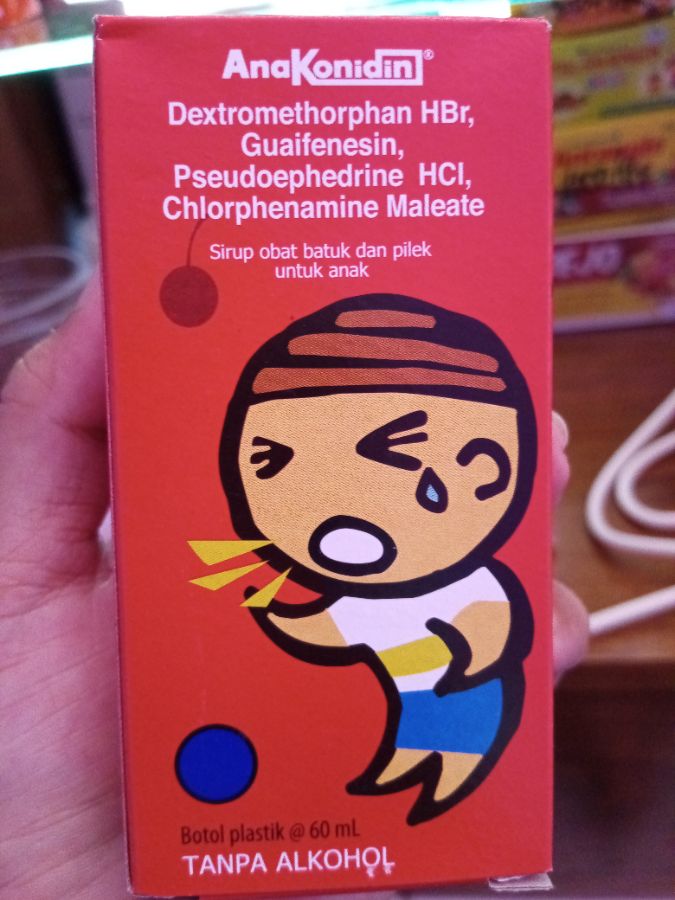 AnaKonidin®
Dextromethorphan HBr,
Guaifenesin,
Pseudoephedrine HCl,
Chlorphenamine Maleate
Sirup obat batuk dan pilek
untuk anak
Botol plastik @ 60 mL
TANPA ALKOHOL